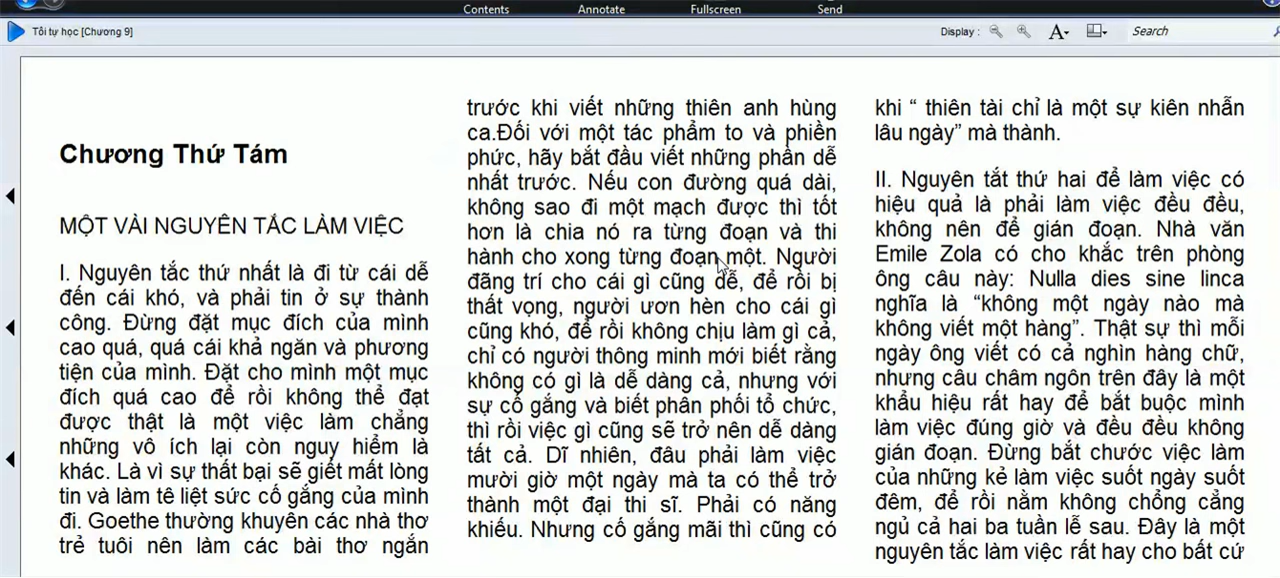 Contents Annotate Fullscreen Send
Tôi tự học [Chương 9] Display : A Search
Chương Thứ Tám
MỘT VÀI NGUYÊN TẮC LÀM VIỆC
I. Nguyên tắc thứ nhất là đi từ cái dễ
đến cái khó, và phải tin ở sự thành
công. Đừng đặt mục đích của mình
cao quá, quá cái khả ngăn và phương
tiện của mình. Đặt cho mình một mục
đích quá cao để rồi không thể đạt
được thật là một việc làm chẳng
những vô ích lại còn nguy hiểm là
khác. Là vì sự thất bại sẽ giết mất lòng
tin và làm tê liệt sức cố gắng của mình
đi. Goethe thường khuyên các nhà thơ
trẻ tuôi nên làm các bài thơ ngắn
trước khi viết những thiên anh hùng
ca.Đối với một tác phẩm to và phiền
phức, hãy bắt đầu viết những phần dễ
nhất trước. Nếu con đường quá dài,
không sao đi một mạch được thì tốt
hơn là chia nó ra từng đoạn và thi
hành cho xong từng đoạn một. Người
đãng trí cho cái gì cũng dễ, để rồi bị
thất vọng, người ươn hèn cho cái gì
cũng khó, để rồi không chịu làm gì cả,
chỉ có người thông minh mới biết rằng
không có gì là dễ dàng cả, nhưng với
sự cố gắng và biết phân phối tổ chức,
thì rồi việc gì cũng sẽ trở nên dễ dàng
tất cả. Dĩ nhiên, đâu phải làm việc
mười giờ một ngày mà ta có thể trở
thành một đại thi sĩ. Phải có năng
khiếu. Nhưng cố gắng mãi thì cũng có
khi “ thiên tài chỉ là một sự kiên nhẫn
lâu ngày” mà thành.
II. Nguyên tắt thứ hai để làm việc có
hiệu quả là phải làm việc đều đều,
không nên để gián đoạn. Nhà văn
Emile Zola có cho khắc trên phòng
ông câu này: Nulla dies sine linca
nghĩa là “không một ngày nào mà
không viết một hàng”. Thật sự thì mỗi
ngày ông viết có cả nghìn hàng chữ,
nhưng câu châm ngôn trên đây là một
khẩu hiệu rất hay để bắt buộc mình
làm việc đúng giờ và đều đều không
gián đoạn. Đừng bắt chước việc làm
của những kẻ làm việc suốt ngày suốt
đêm, để rồi nằm không chổng cẳng
ngủ cả hai ba tuần lễ sau. Đây là một
nguyên tắc làm việc rất hay cho bất cứ